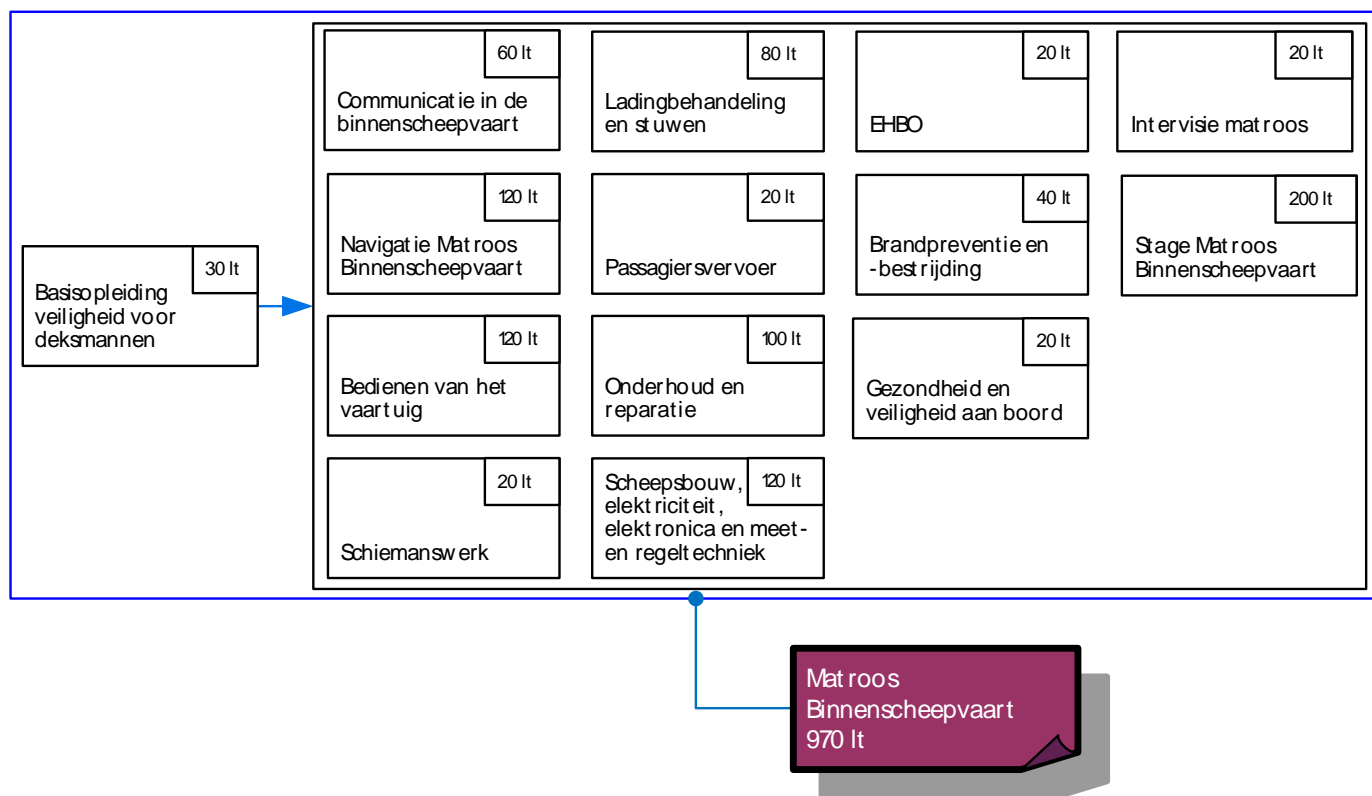 30 lt
Basisopleiding
veiligheid voor
deksmannen
60 lt
Communicatie in de
binnenscheepvaart
80 lt
Ladingbehandeling
en stuwen
20 lt
EHBO
20 lt
Intervisie matroos
120 lt
Navigatie Matroos
Binnenscheepvaart
20 lt
Passagiersvervoer
40 lt
Brandpreventie en
-bestrijding
200 lt
Stage Matroos
Binnenscheepvaart
120 lt
Bedienen van het
vaartuig
100 lt
Onderhoud en
reparatie
20 lt
Gezondheid en
veiligheid aan boord
20 lt
Schiemanswerk
120 lt
Scheepsbouw,
elektriciteit,
elektronica en meet-
en regeltechniek
Matroos
Binnenscheepvaart
970 lt